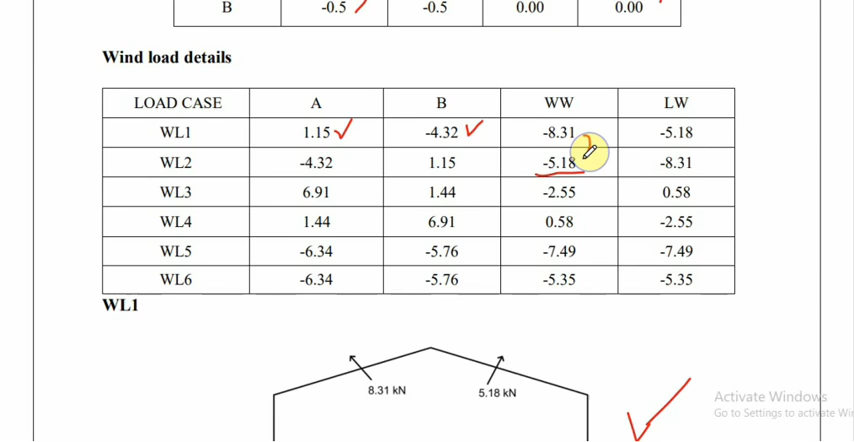 B -0.5 -0.5 0.00 0.00
Wind load details
LOAD CASE A B WW LW
WL1 1.15 -4.32 -8.31 -5.18
WL2 -4.32 1.15 -5.18 -8.31
WL3 6.91 1.44 -2.55 0.58
WL4 1.44 6.91 0.58 -2.55
WL5 -6.34 -5.76 -7.49 -7.49
WL6 -6.34 -5.76 -5.35 -5.35
WL1
8.31 kN 5.18 kN
Activate Windows
Go to Settings to activate Wi